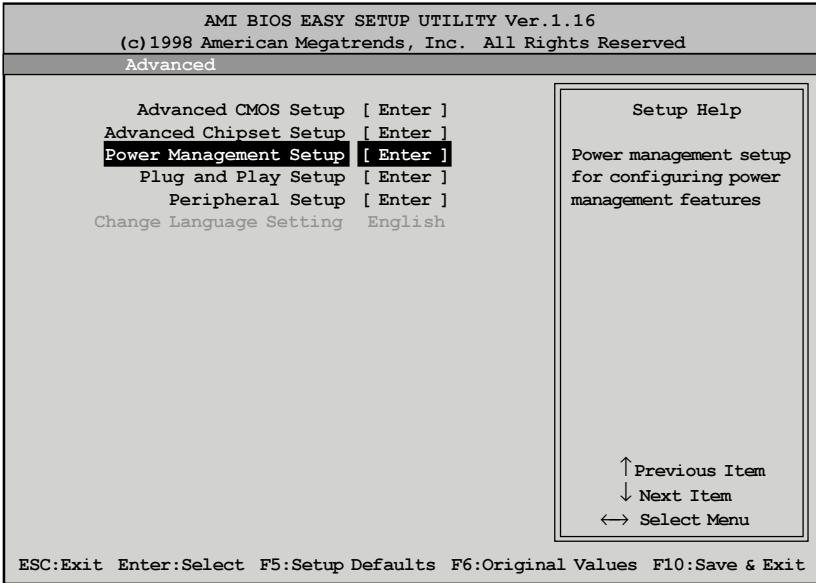 AMI BIOS EASY SETUP UTILITY Ver.1.16
(c)1998 American Megatrends, Inc. All Rights Reserved
Advanced
Advanced CMOS Setup [ Enter ]
Advanced Chipset Setup [ Enter ]
Power Management Setup [ Enter ]
Plug and Play Setup [ Enter ]
Peripheral Setup [ Enter ]
Change Language Setting English
Setup Help
Power management setup
for configuring power
management features
↑ Previous Item
↓ Next Item
↔ Select Menu
ESC:Exit Enter:Select F5:Setup Defaults F6:Original Values F10:Save & Exit